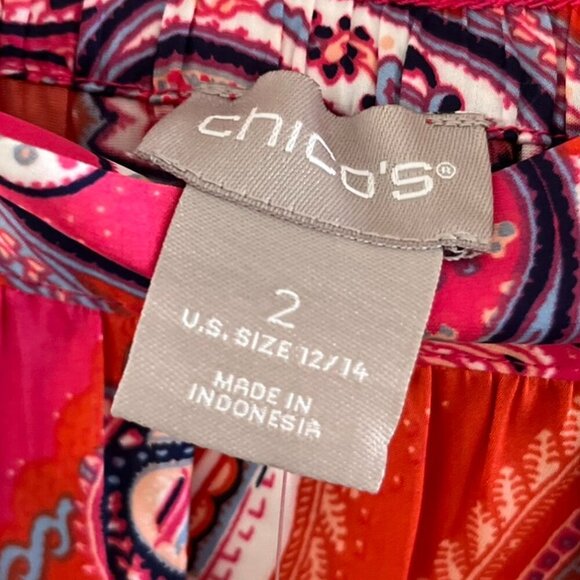 chico's®
2
U.S. SIZE 12/14
MADE IN
INDONESIA